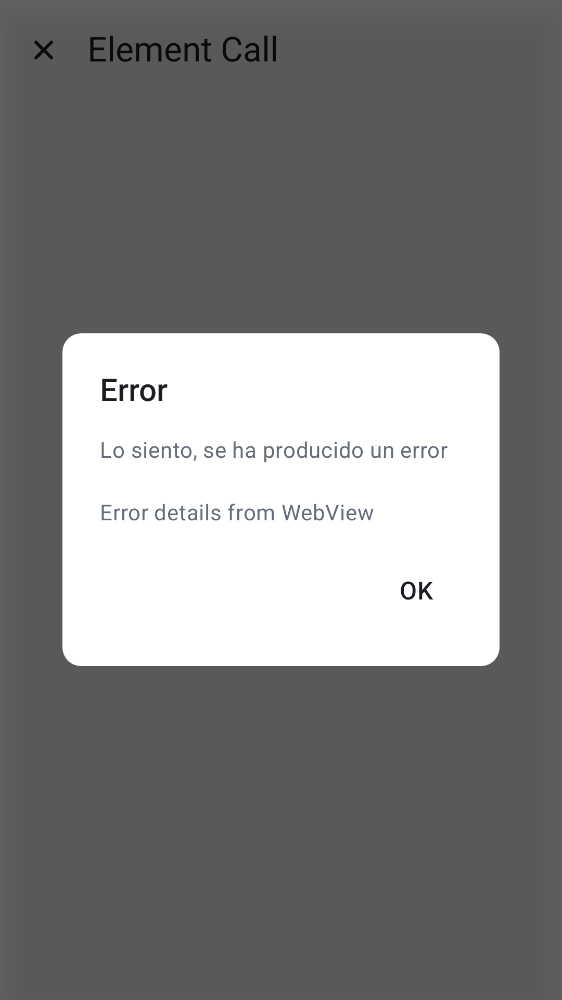 Element Call
Error
Lo siento, se ha producido un error
Error details from WebView
OK